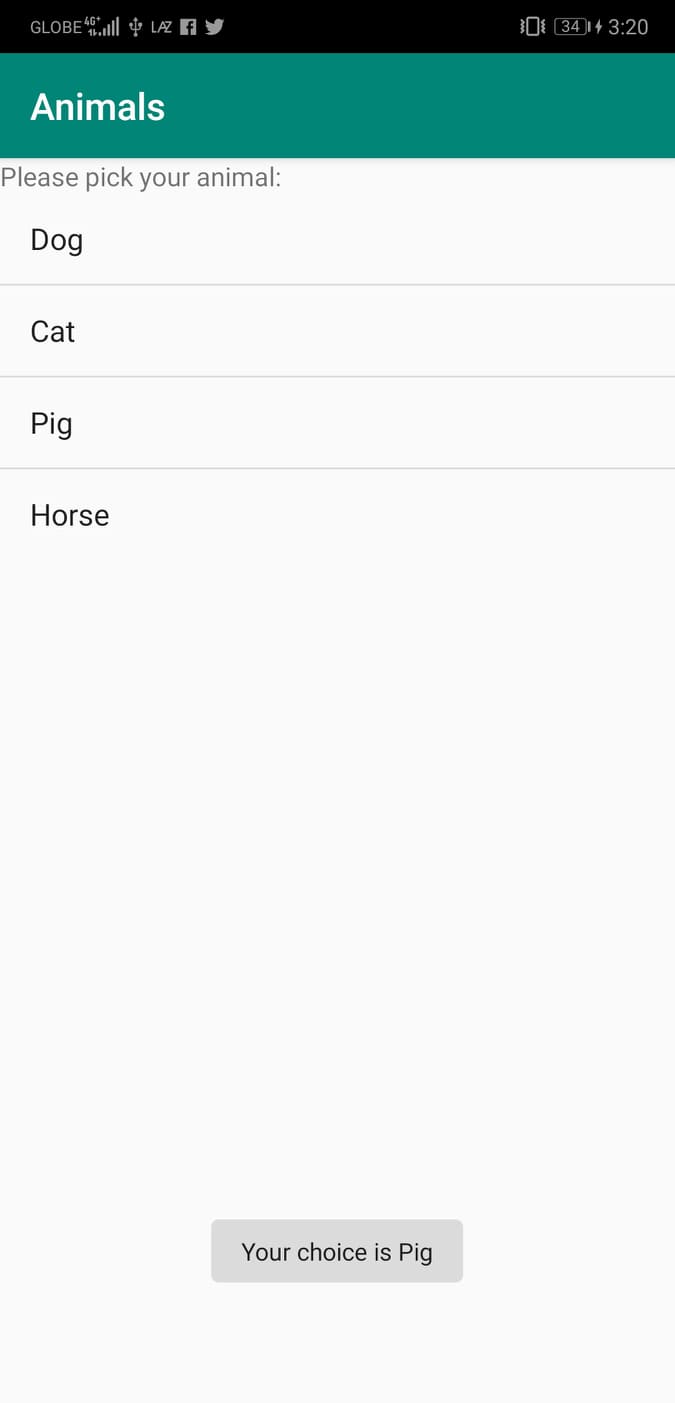 GLOBE 4G+ LAZ 34 3:20
Animals
Please pick your animal:
Dog
Cat
Pig
Horse
Your choice is Pig